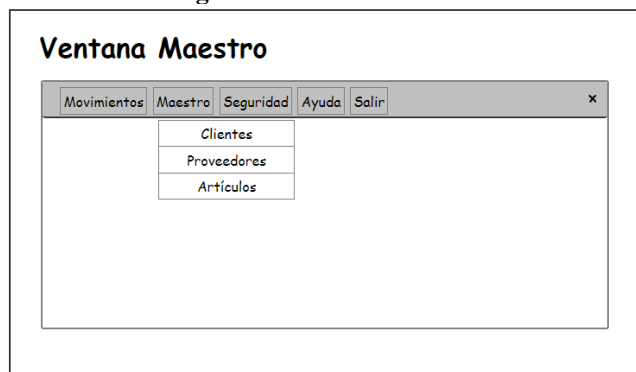 Ventana Maestro
Movimientos Maestro Seguridad Ayuda Salir ×
Clientes
Proveedores
Artículos